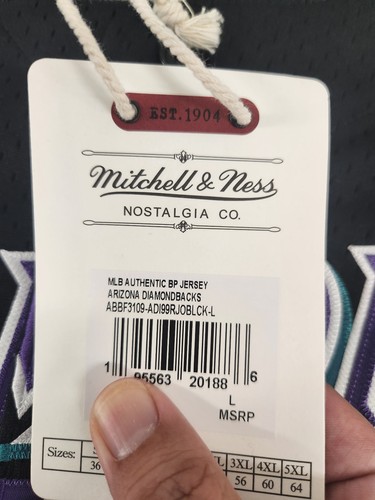 EST.1904
Mitchell & Ness
NOSTALGIA CO.
MLB AUTHENTIC BP JERSEY
ARIZONA DIAMONDBACKS
ABBF3109-ADI99RJOBLCK-L
1 95563 20188 6
L
MSRP
Sizes: 3XL 4XL 5XL
36 56 60 64